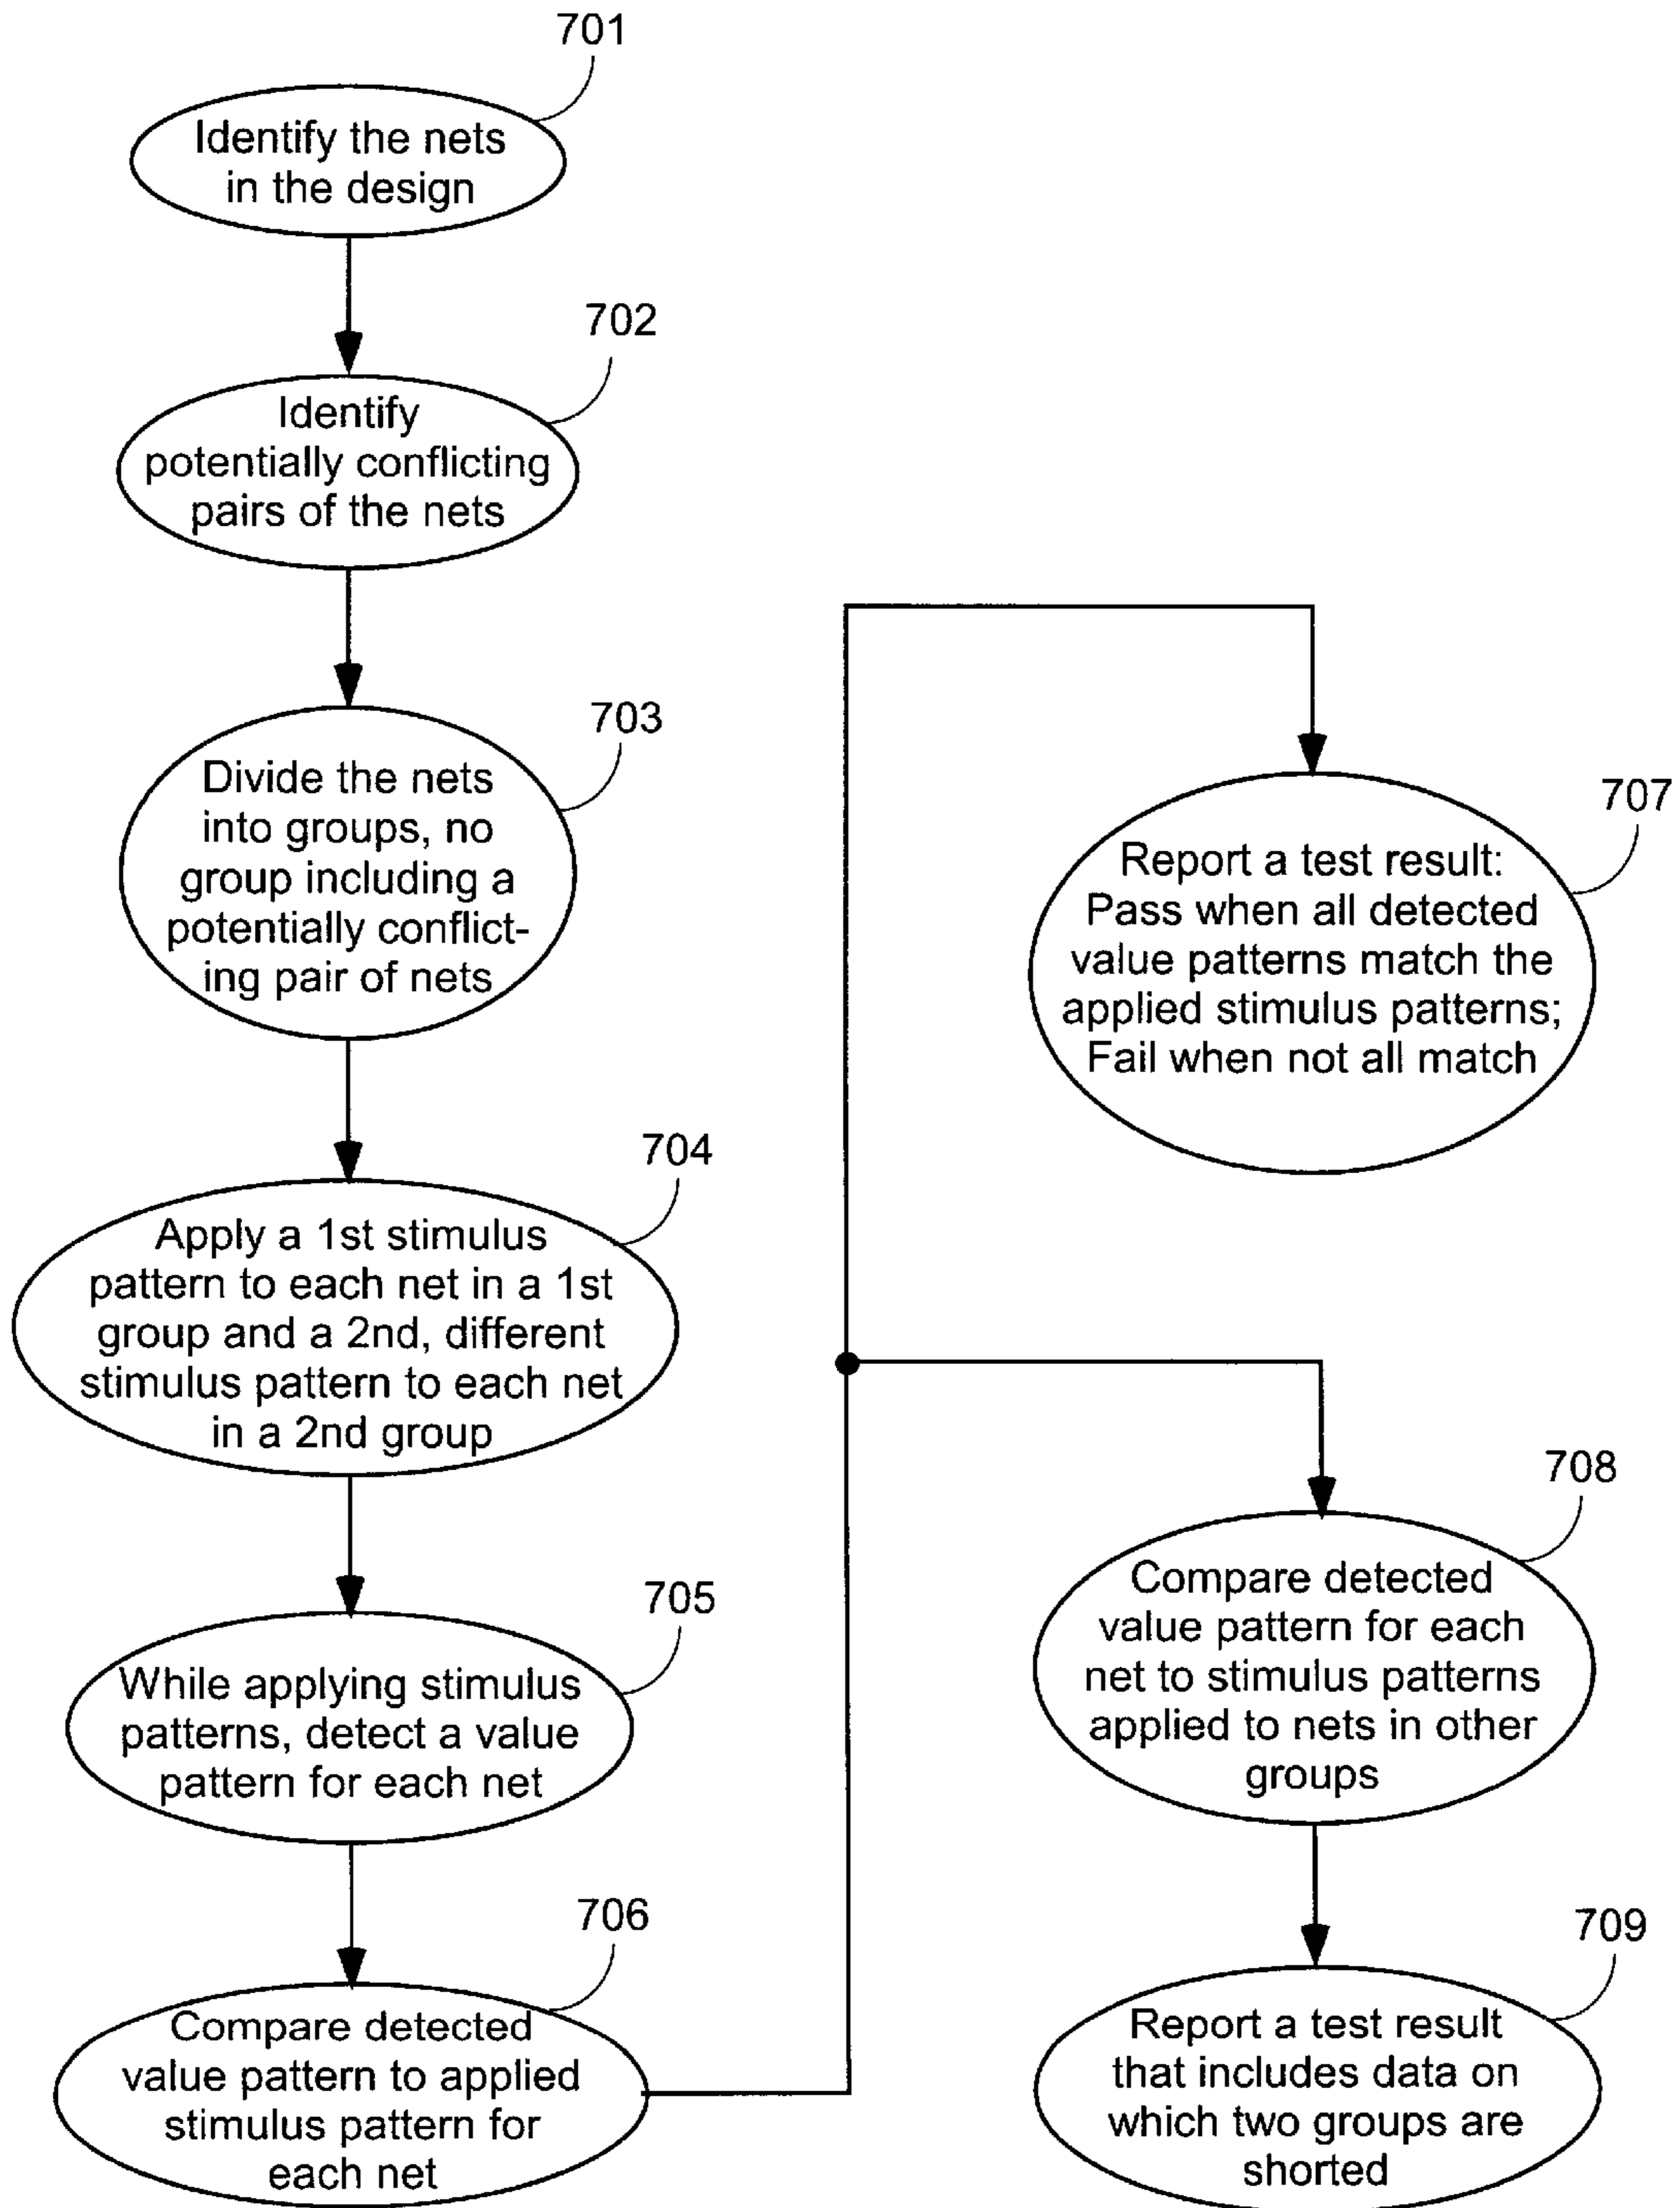 701
Identify the nets
in the design
702
Identify
potentially conflicting
pairs of the nets
703
Divide the nets
into groups, no
group including a
potentially conflict-
ing pair of nets
704
Apply a 1st stimulus
pattern to each net in a 1st
group and a 2nd, different
stimulus pattern to each net
in a 2nd group
705
While applying stimulus
patterns, detect a value
pattern for each net
706
Compare detected
value pattern to applied
stimulus pattern for
each net
707
Report a test result:
Pass when all detected
value patterns match the
applied stimulus patterns;
Fail when not all match
708
Compare detected
value pattern for each
net to stimulus patterns
applied to nets in other
groups
709
Report a test result
that includes data on
which two groups are
shorted